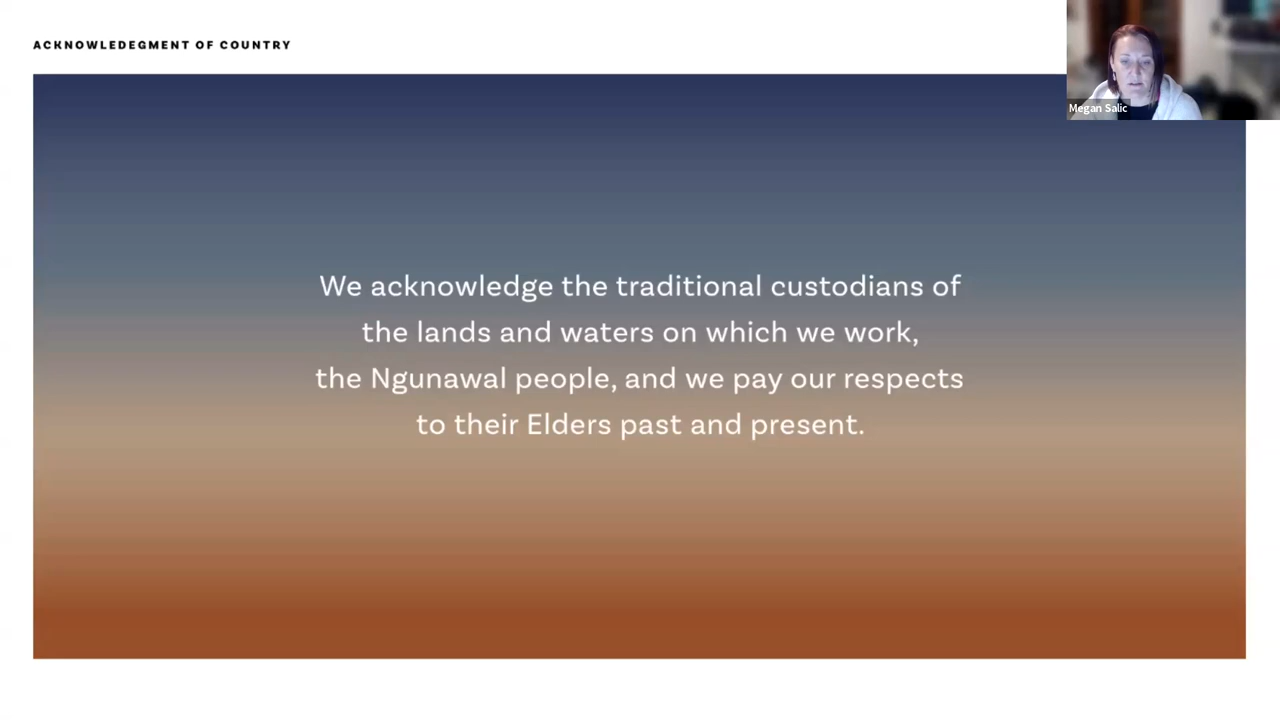 ACKNOWLEDEGMENT OF COUNTRY
Megan Salic
We acknowledge the traditional custodians of
the lands and waters on which we work,
the Ngunawal people, and we pay our respects
to their Elders past and present.